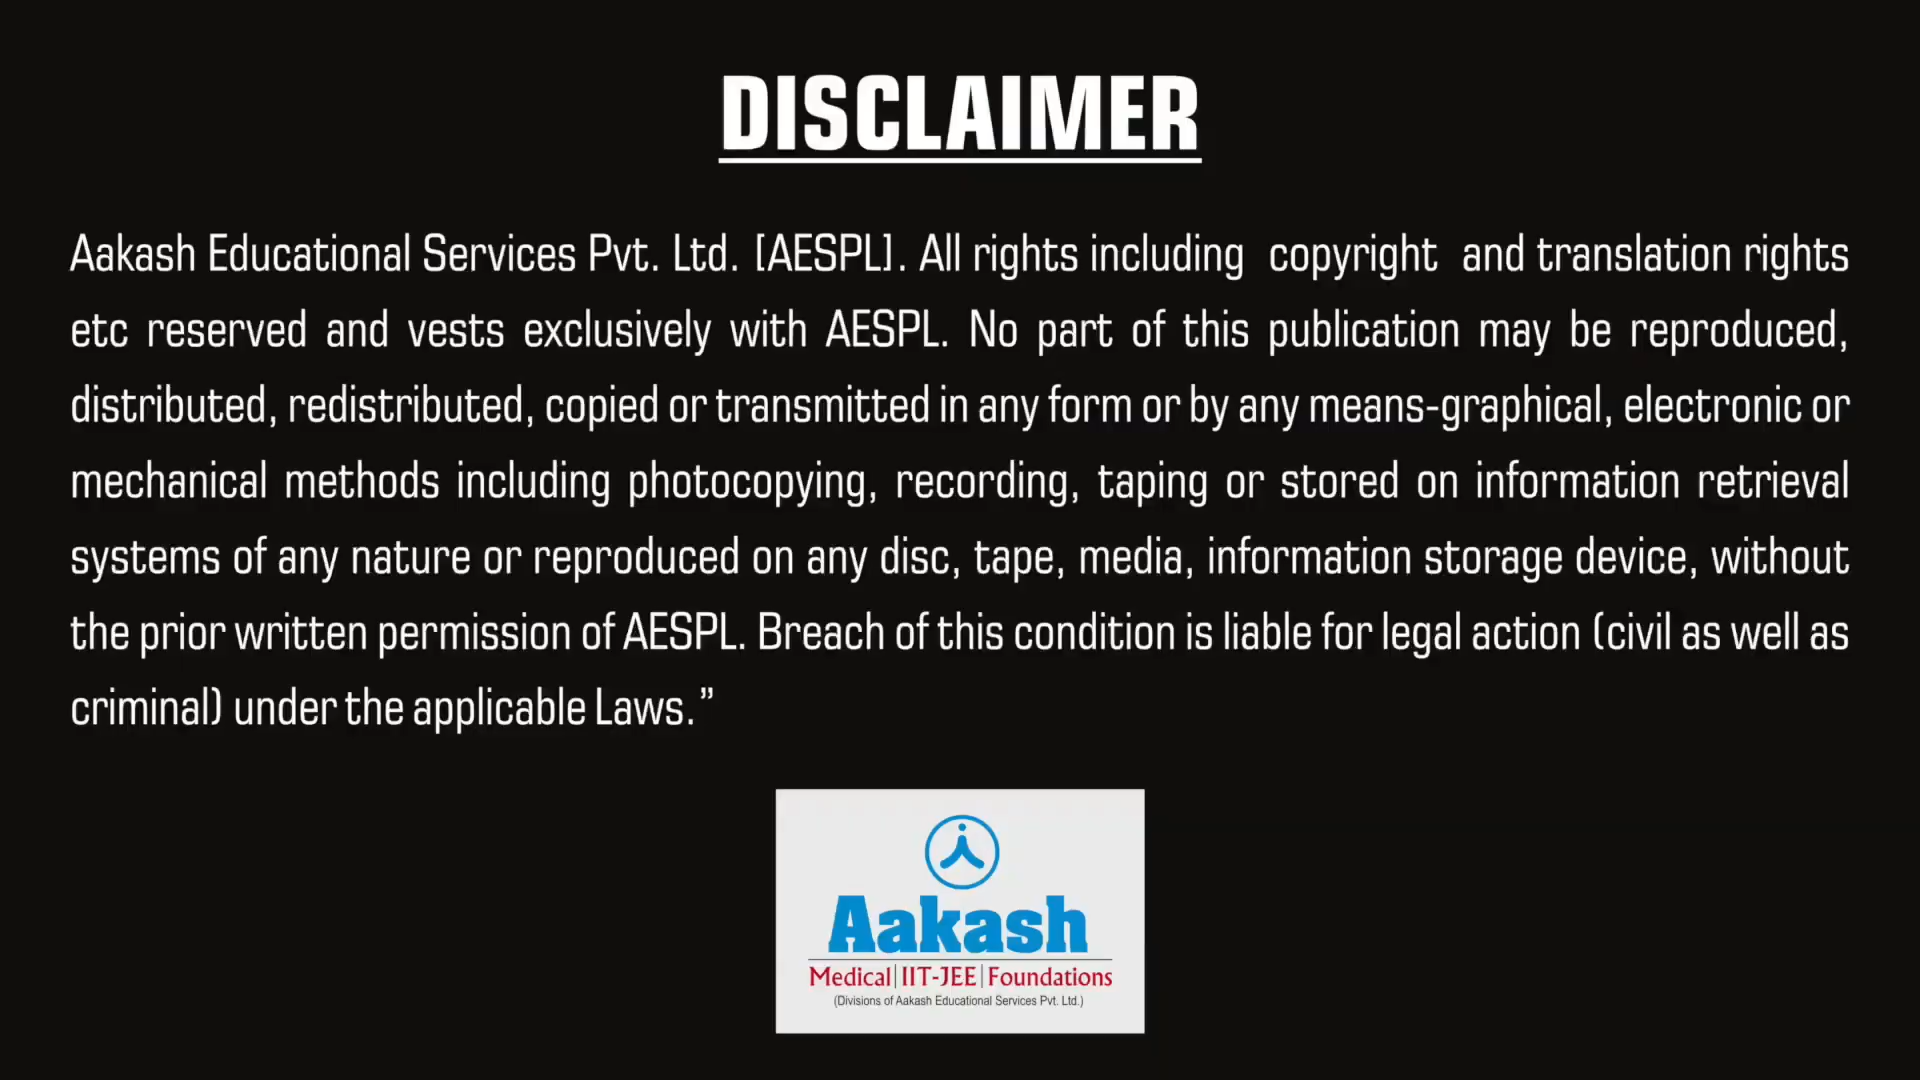 DISCLAIMER
Aakash Educational Services Pvt. Ltd. [AESPL]. All rights including copyright and translation rights
etc reserved and vests exclusively with AESPL. No part of this publication may be reproduced,
distributed, redistributed, copied or transmitted in any form or by any means-graphical, electronic or
mechanical methods including photocopying, recording, taping or stored on information retrieval
systems of any nature or reproduced on any disc, tape, media, information storage device, without
the prior written permission of AESPL. Breach of this condition is liable for legal action (civil as well as
criminal) under the applicable Laws.”
Aakash
Medical|IIT-JEE|Foundations
(Divisions of Aakash Educational Services Pvt. Ltd.)